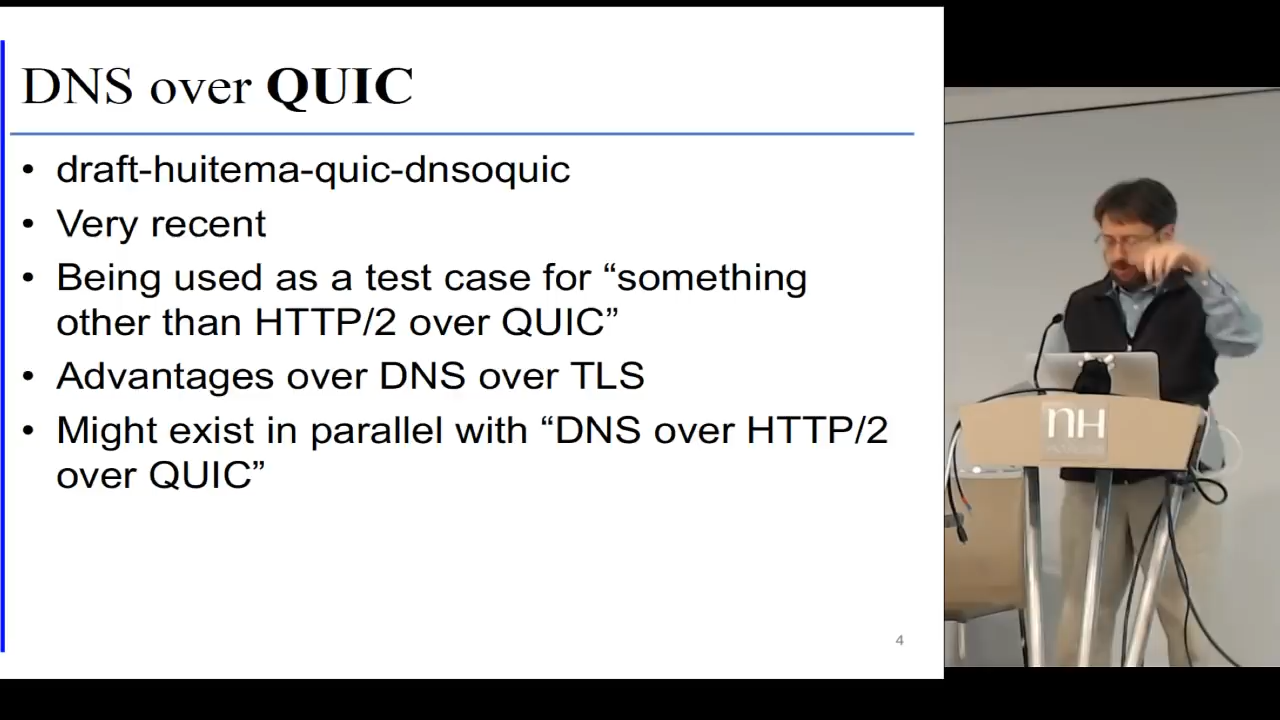 DNS over QUIC
• draft-huitema-quic-dnsoquic
• Very recent
• Being used as a test case for “something
other than HTTP/2 over QUIC”
• Advantages over DNS over TLS
• Might exist in parallel with “DNS over HTTP/2
over QUIC”
4
nH